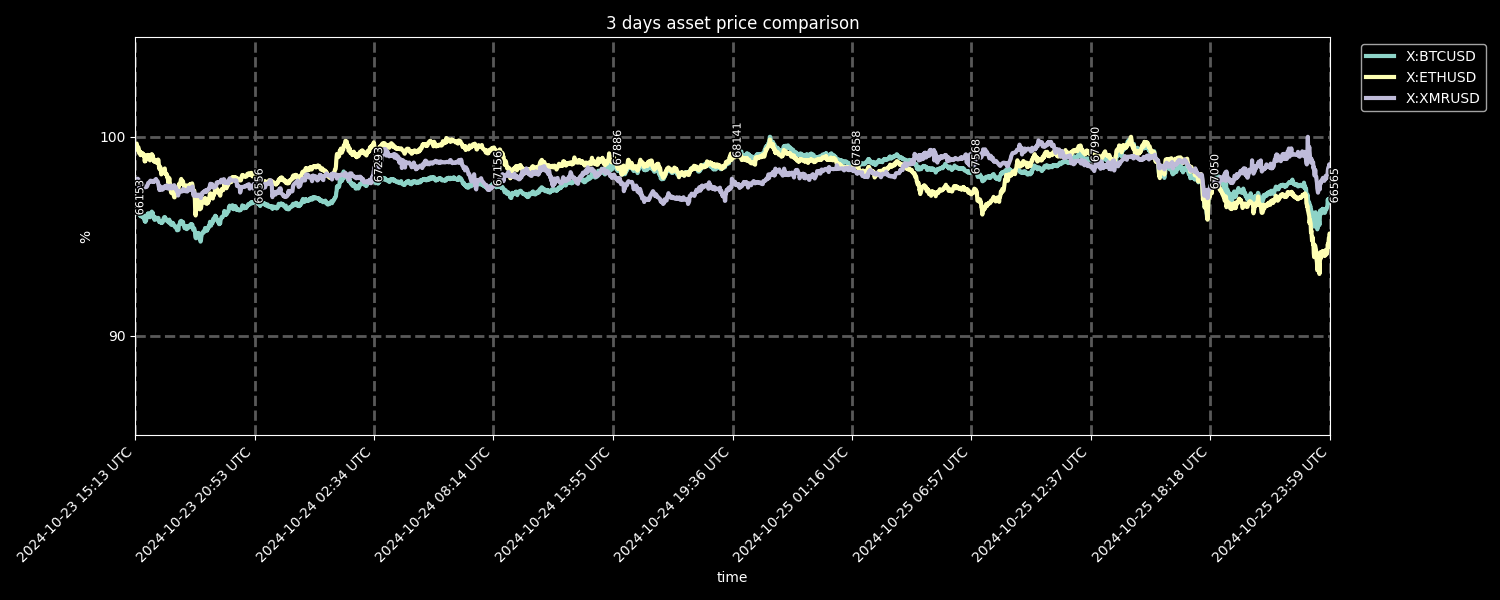 3 days asset price comparison
X:BTCUSD
X:ETHUSD
X:XMRUSD
100
90
%
66153
66556
67293
67156
67886
68141
67858
67568
67990
67050
66565
2024-10-23 15:13 UTC
2024-10-23 20:53 UTC
2024-10-24 02:34 UTC
2024-10-24 08:14 UTC
2024-10-24 13:55 UTC
2024-10-24 19:36 UTC
2024-10-25 01:16 UTC
2024-10-25 06:57 UTC
2024-10-25 12:37 UTC
2024-10-25 18:18 UTC
2024-10-25 23:59 UTC
time